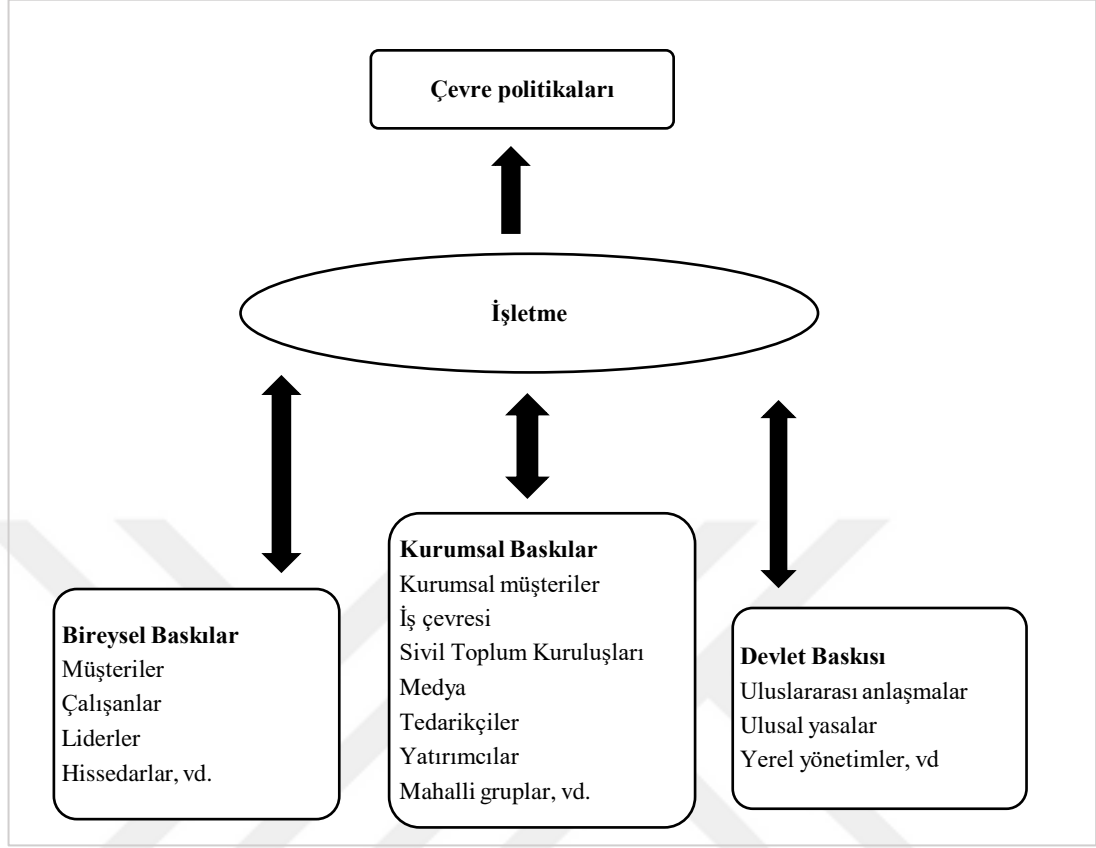 Çevre politikaları
İşletme
Bireysel Baskılar
Müşteriler
Çalışanlar
Liderler
Hissedarlar, vd.
Kurumsal Baskılar
Kurumsal müşteriler
İş çevresi
Sivil Toplum Kuruluşları
Medya
Tedarikçiler
Yatırımcılar
Mahalli gruplar, vd.
Devlet Baskısı
Uluslararası anlaşmalar
Ulusal yasalar
Yerel yönetimler, vd